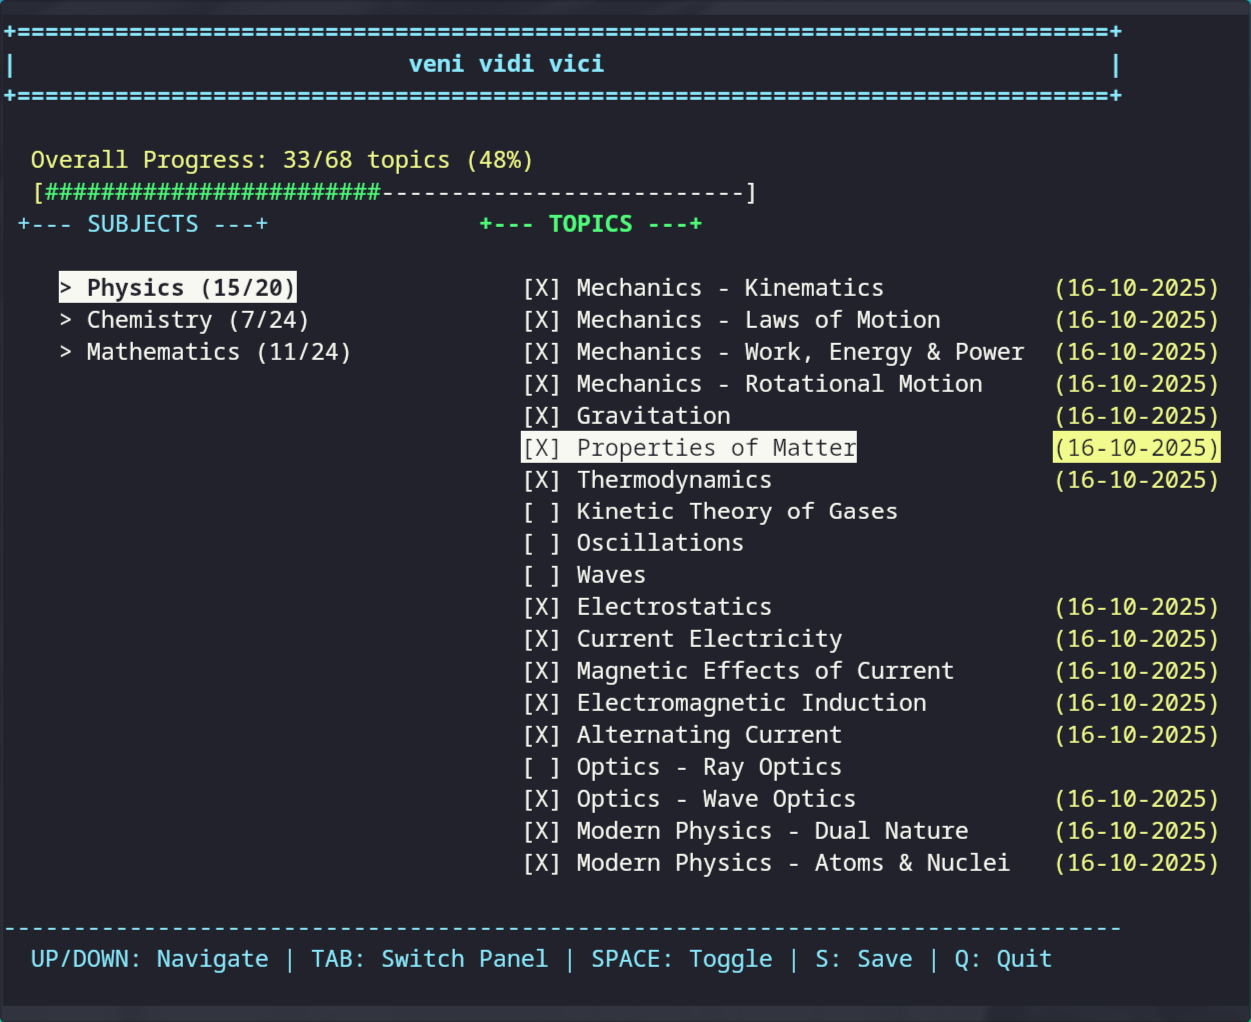 +==============================================================================+
| veni vidi vici |
+==============================================================================+
Overall Progress: 33/68 topics (48%)
[########################--------------------------]
+--- SUBJECTS ---+ +--- TOPICS ---+
> Physics (15/20) [X] Mechanics - Kinematics (16-10-2025)
> Chemistry (7/24) [X] Mechanics - Laws of Motion (16-10-2025)
> Mathematics (11/24) [X] Mechanics - Work, Energy & Power (16-10-2025)
[X] Mechanics - Rotational Motion (16-10-2025)
[X] Gravitation (16-10-2025)
[X] Properties of Matter (16-10-2025)
[X] Thermodynamics (16-10-2025)
[ ] Kinetic Theory of Gases
[ ] Oscillations
[ ] Waves
[X] Electrostatics (16-10-2025)
[X] Current Electricity (16-10-2025)
[X] Magnetic Effects of Current (16-10-2025)
[X] Electromagnetic Induction (16-10-2025)
[X] Alternating Current (16-10-2025)
[ ] Optics - Ray Optics
[X] Optics - Wave Optics (16-10-2025)
[X] Modern Physics - Dual Nature (16-10-2025)
[X] Modern Physics - Atoms & Nuclei (16-10-2025)
--------------------------------------------------------------------------------
UP/DOWN: Navigate | TAB: Switch Panel | SPACE: Toggle | S: Save | Q: Quit